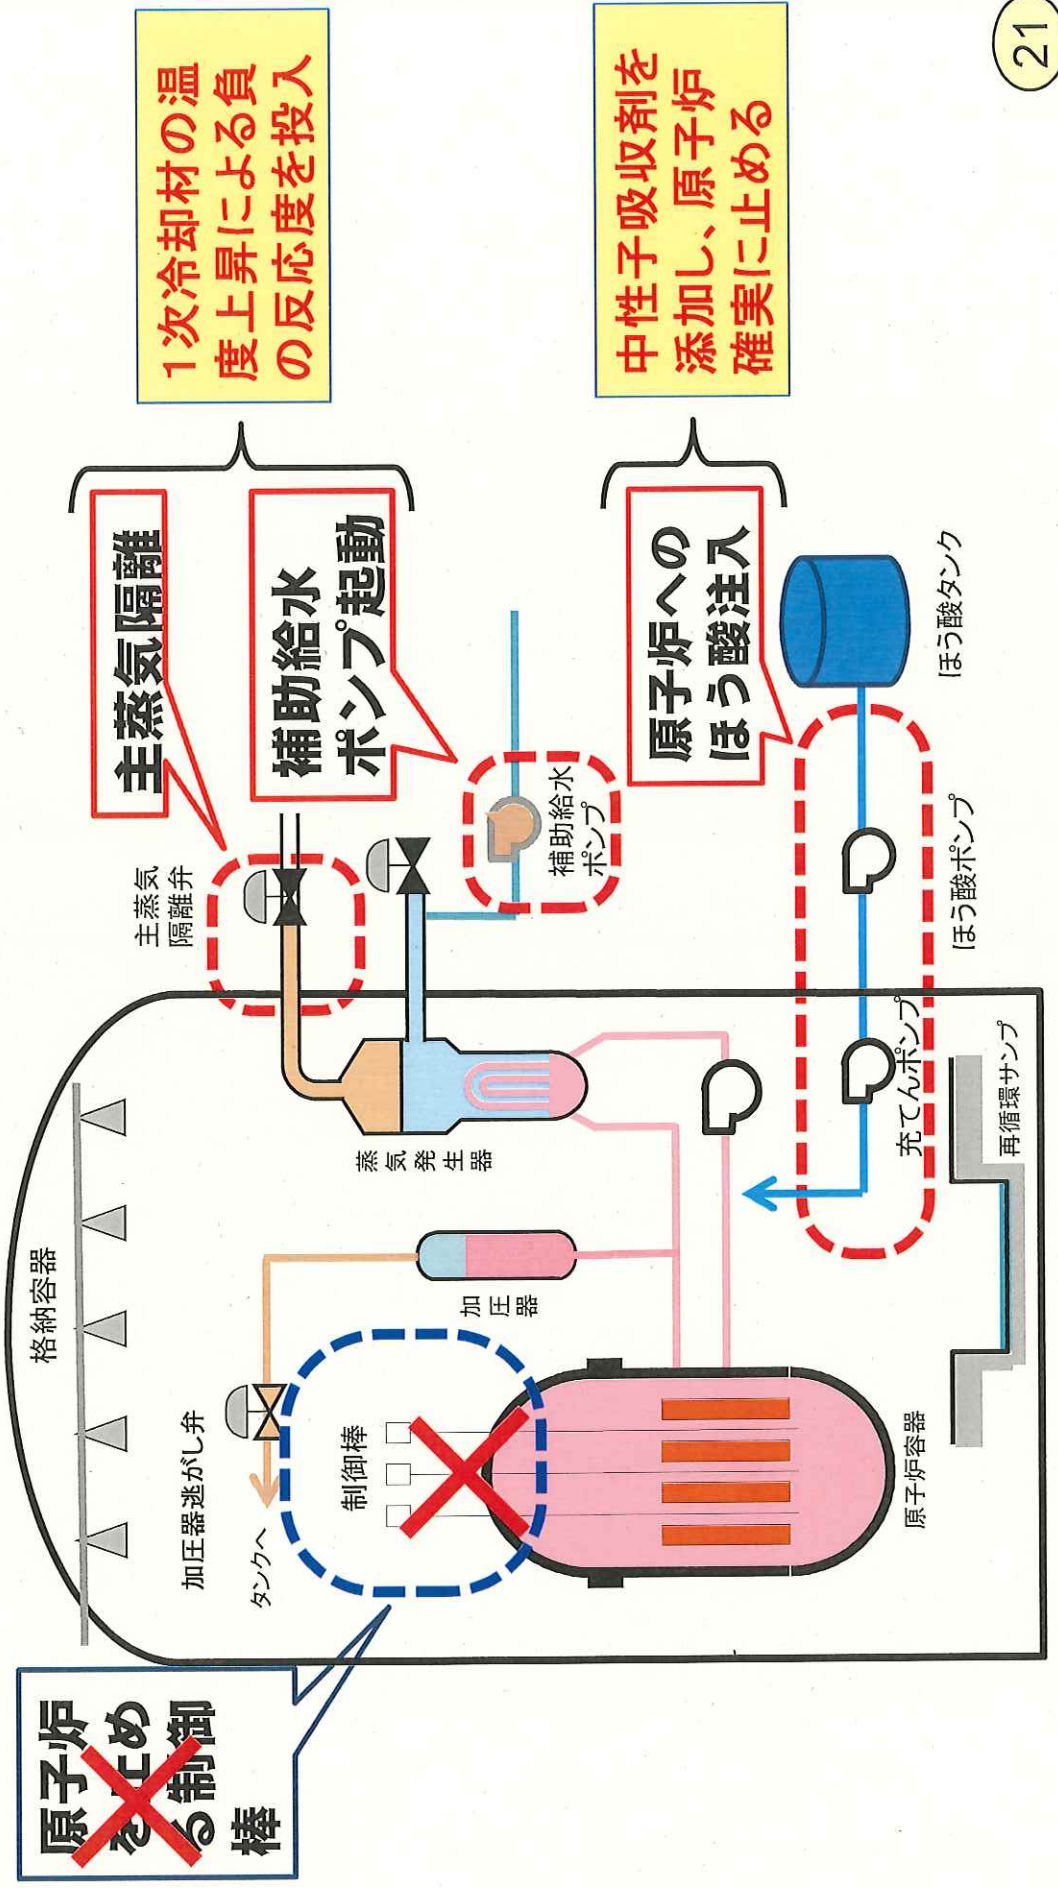 原子炉
を止め
る制御
棒
格納容器
加圧器逃がし弁
タンクへ
制御棒
加
圧
器
蒸
気
発
生
器
原子炉容器
再循環サンプ
充てんポンプ
主蒸気
隔離弁
主蒸気隔離
補助給水
ポンプ起動
補助給水
ポンプ
原子炉への
ほう酸注入
ほう酸ポンプ
ほう酸タンク
1次冷却材の温
度上昇による負
の反応度を投入
中性子吸収剤を
添加し、原子炉
確実に止める
21